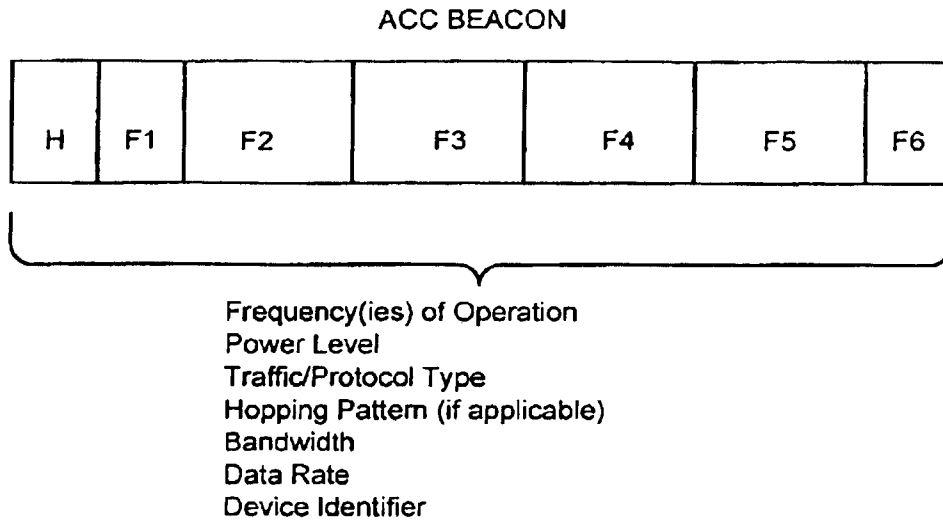 ACC BEACON
H F1 F2 F3 F4 F5 F6
Frequency(ies) of Operation
Power Level
Traffic/Protocol Type
Hopping Pattern (if applicable)
Bandwidth
Data Rate
Device Identifier